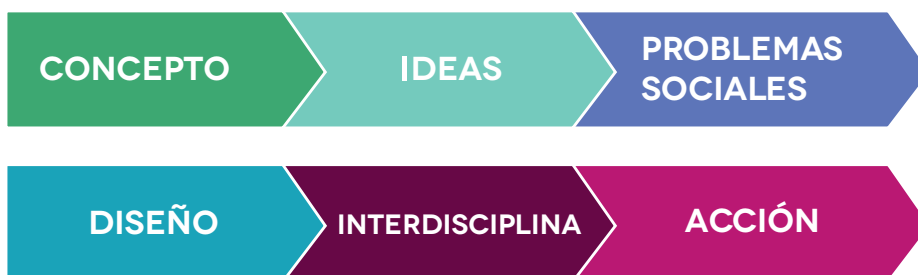 CONCEPTO
IDEAS
PROBLEMAS
SOCIALES
DISEÑO
INTERDISCIPLINA
ACCIÓN